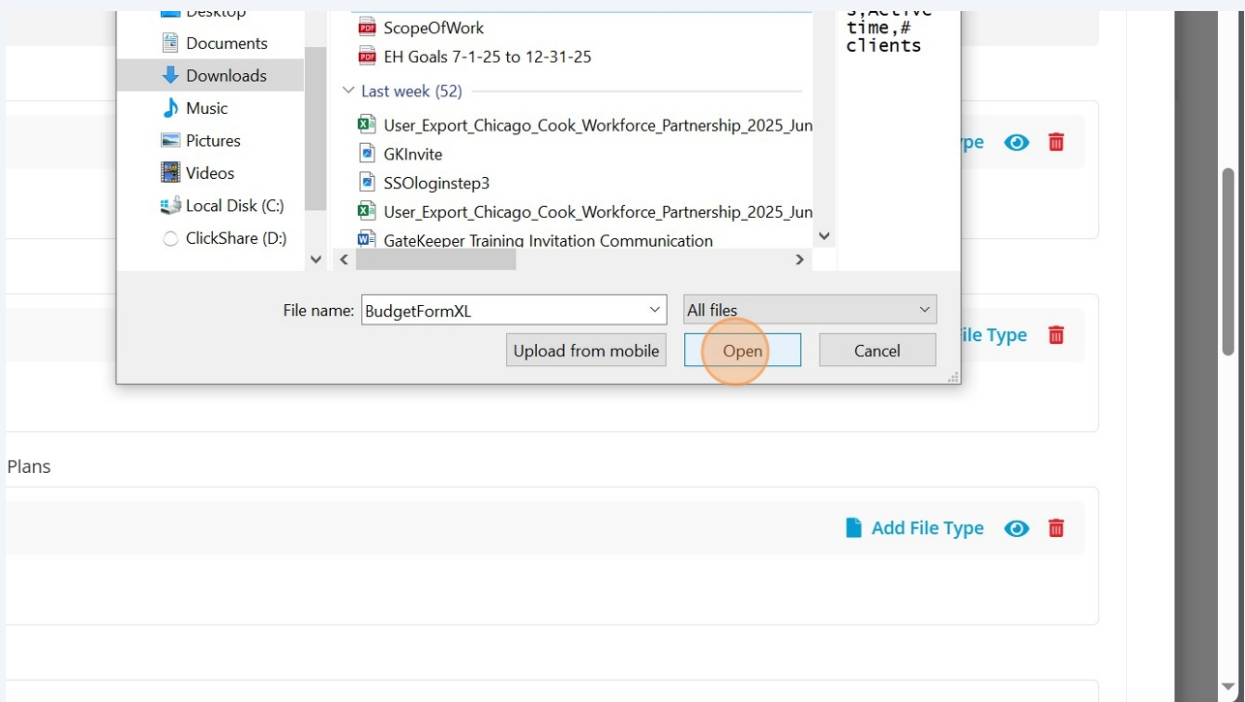 Desktop
Documents
Downloads
Music
Pictures
Videos
Local Disk (C:)
ClickShare (D:)
ScopeOfWork
EH Goals 7-1-25 to 12-31-25
Last week (52)
User_Export_Chicago_Cook_Workforce_Partnership_2025_Jun
GKInvite
SSOloginstep3
User_Export_Chicago_Cook_Workforce_Partnership_2025_Jun
GateKeeper Training Invitation Communication
s,Active
time,#
clients
File name: BudgetFormXL
All files
Upload from mobile
Open
Cancel
ype
ile Type
Plans
Add File Type